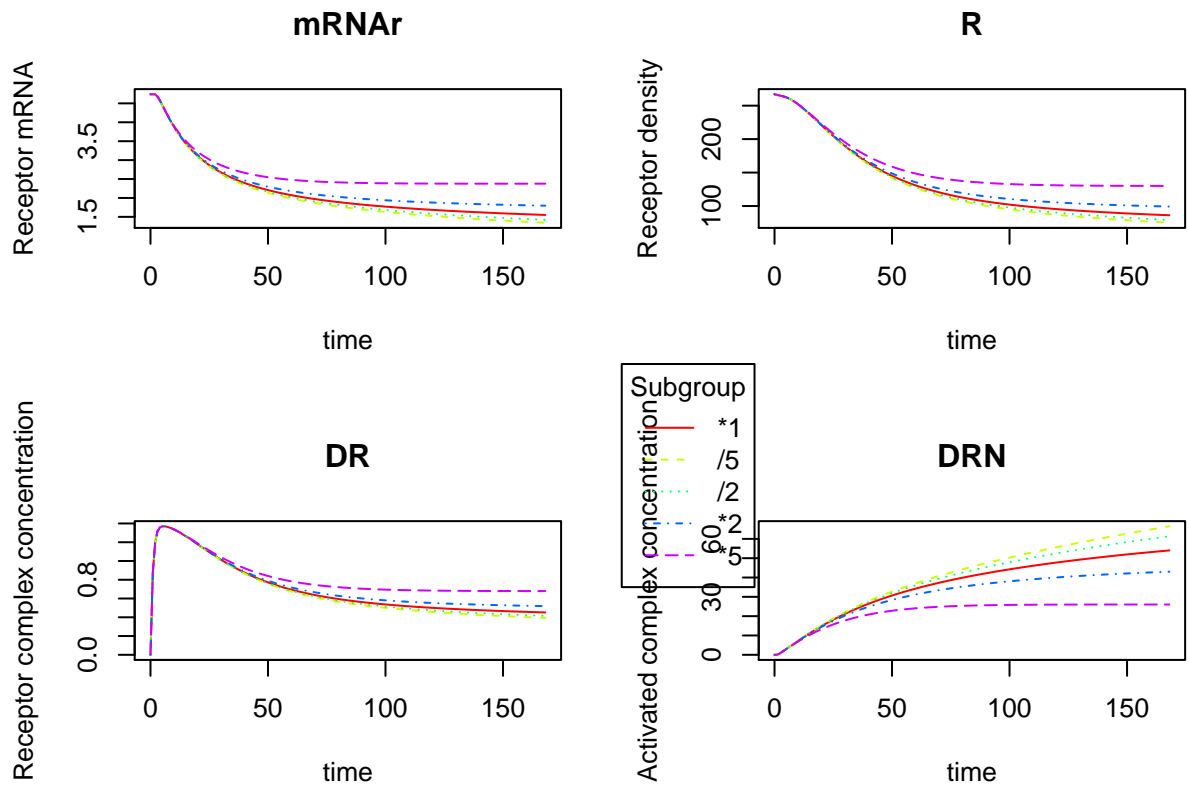 mRNAr
Receptor mRNA
3.5
1.5
0 50 100 150
time
R
Receptor density
200
100
0 50 100 150
time
DR
Receptor complex concentration
0.8
0.0
0 50 100 150
time
Subgroup
*1
/5
/2
*2
*5
DRN
Activated complex concentration
60
30
0
0 50 100 150
time